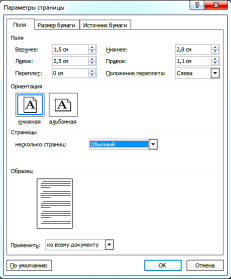 Параметры страницы
Поля Размер бумаги Источник бумаги
Поля
Верхнее: 1,5 см Нижнее: 2,8 см
Левое: 2,5 см Правое: 1,1 см
Переплет: 0 см Положение переплета: Слева
Ориентация
A A
книжная альбомная
Страницы
несколько страниц: Обычный
Образец
Применить: ко всему документу
По умолчанию ОК Отмена